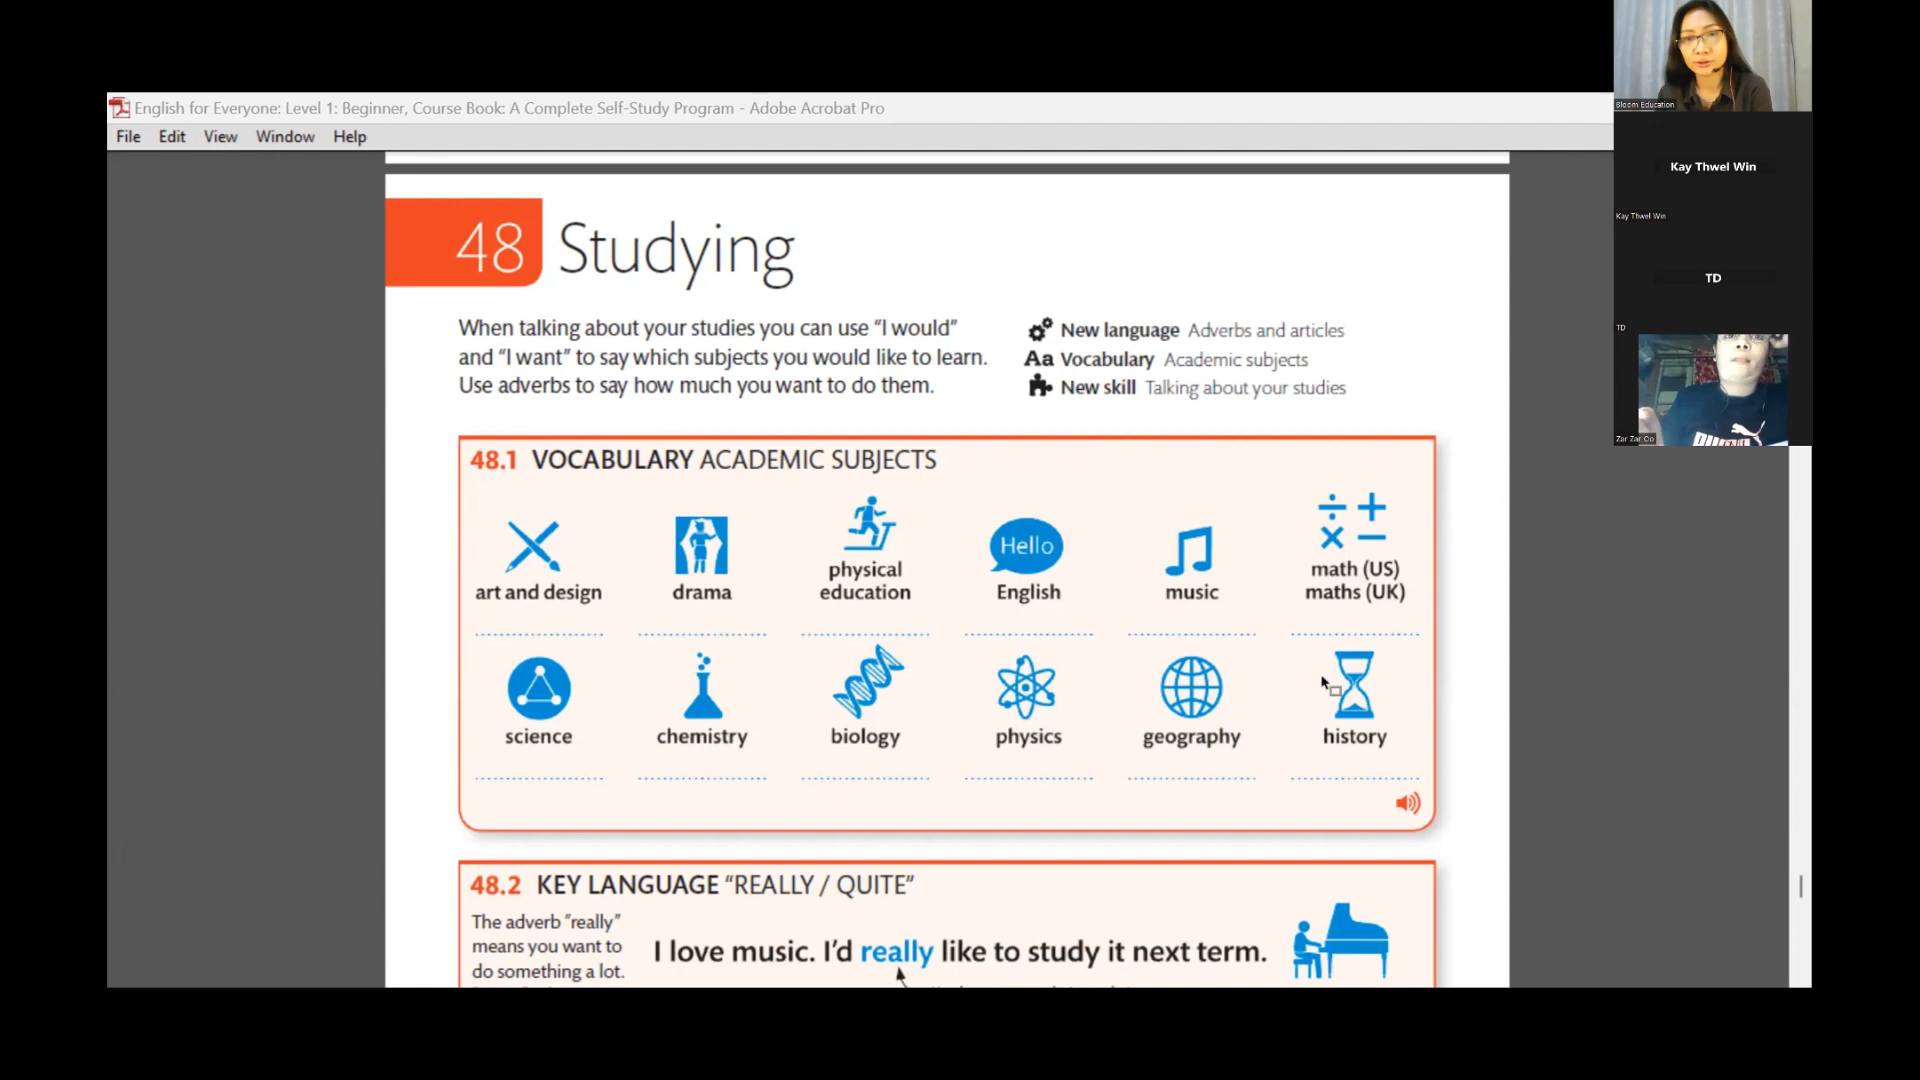 English for Everyone: Level 1: Beginner, Course Book: A Complete Self-Study Program - Adobe Acrobat Pro
File Edit View Window Help
48 Studying
When talking about your studies you can use “I would”
and “I want” to say which subjects you would like to learn.
Use adverbs to say how much you want to do them.
New language Adverbs and articles
Aa Vocabulary Academic subjects
New skill Talking about your studies
48.1 VOCABULARY ACADEMIC SUBJECTS
Hello
art and design
drama
physical
education
English
music
math (US)
maths (UK)
science
chemistry
biology
physics
geography
history
48.2 KEY LANGUAGE “REALLY / QUITE”
The adverb “really”
means you want to
do something a lot.
I love music. I’d really like to study it next term.
Bloom Education
Kay Thwel Win
Kay Thwel Win
TD
TD
Zar Zar Oo